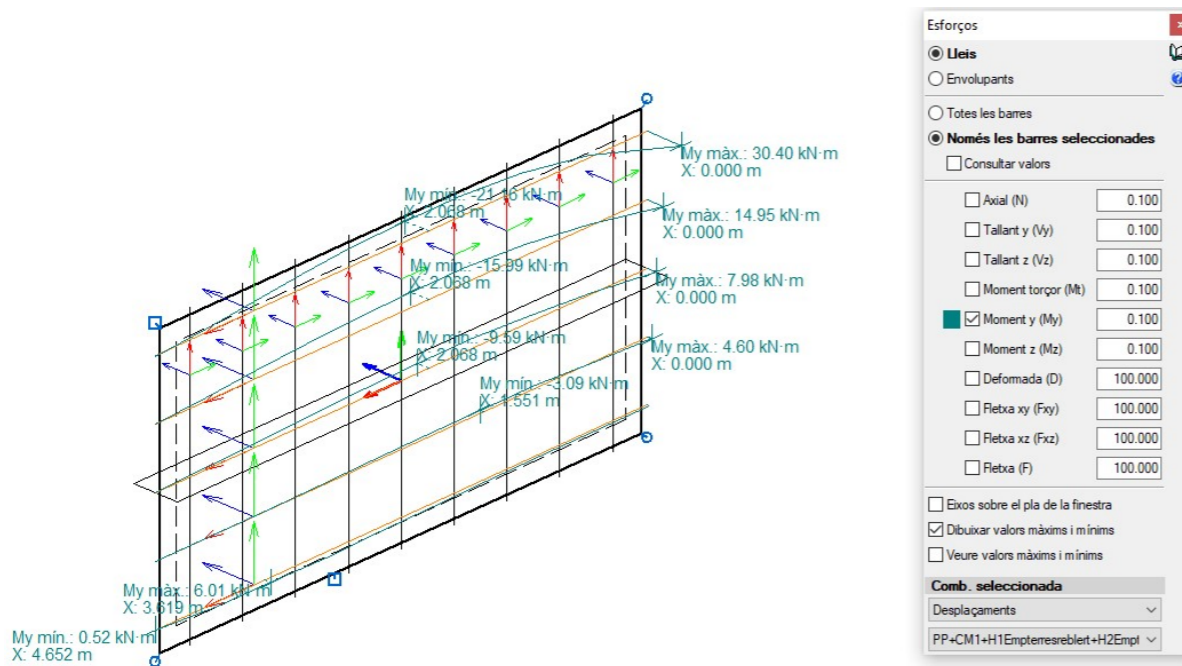 My màx.: 30.40 kN·m
X: 0.000 m
My mín.: -21.16 kN·m
X: 2.068 m
My màx.: 14.95 kN·m
X: 0.000 m
My mín.: -15.99 kN·m
X: 2.068 m
My màx.: 7.98 kN·m
X: 0.000 m
My mín.: -9.59 kN·m
X: 2.068 m
My màx.: 4.60 kN·m
X: 0.000 m
My mín.: -3.09 kN·m
X: 1.551 m
My màx.: 6.01 kN·m
X: 3.619 m
My mín.: 0.52 kN·m
X: 4.652 m
Esforços
Lleis
Envolupants
Totes les barres
Només les barres seleccionades
Consultar valors
Axial (N) 0.100
Tallant y (Vy) 0.100
Tallant z (Vz) 0.100
Moment torçor (Mt) 0.100
Moment y (My) 0.100
Moment z (Mz) 0.100
Deformada (D) 100.000
Fletxa xy (Fxy) 100.000
Fletxa xz (Fxz) 100.000
Fletxa (F) 100.000
Eixos sobre el pla de la finestra
Dibuixar valors màxims i mínims
Veure valors màxims i mínims
Comb. seleccionada
Desplaçaments
PP+CM1+H1Empterresreblert+H2Empt